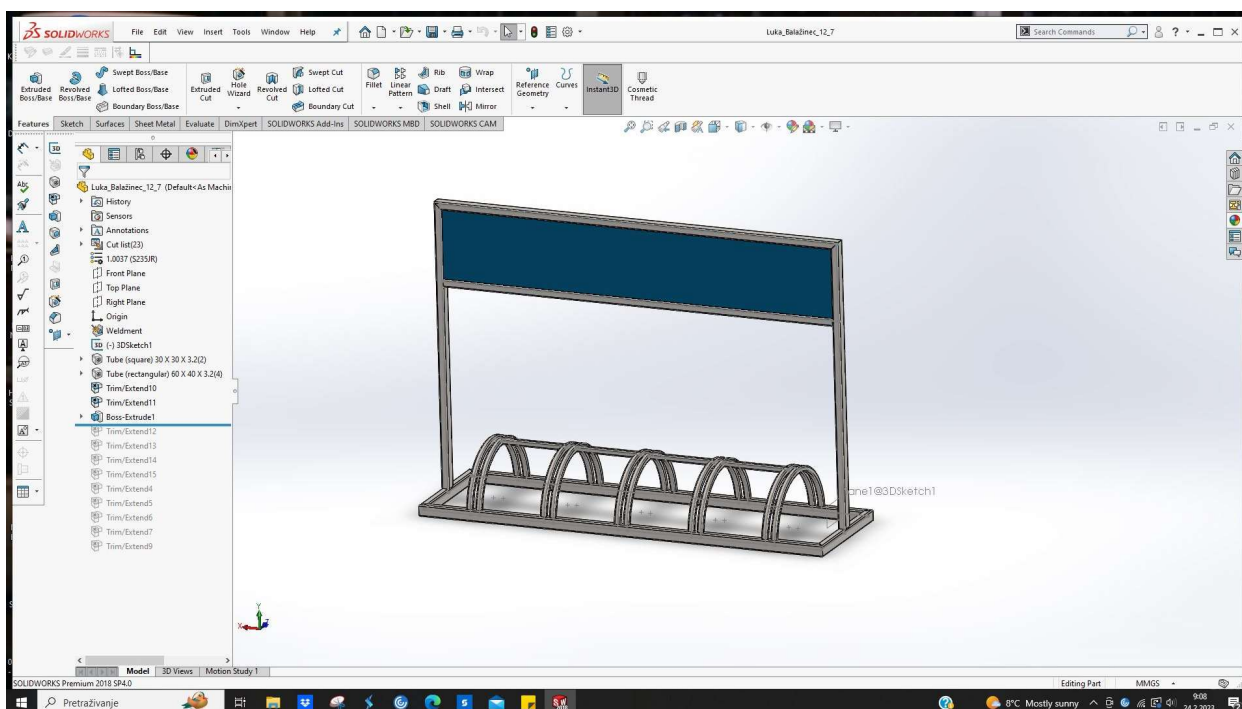 SOLIDWORKS File Edit View Insert Tools Window Help Luka_Balažinec_12_7 Search Commands
Extruded Boss/Base
Revolved Boss/Base
Swept Boss/Base
Lofted Boss/Base
Boundary Boss/Base
Extruded Cut
Hole Wizard
Revolved Cut
Swept Cut
Lofted Cut
Boundary Cut
Fillet
Linear Pattern
Rib
Draft
Shell
Wrap
Intersect
Mirror
Reference Geometry
Curves
Instant3D
Cosmetic Thread
Features Sketch Surfaces Sheet Metal Evaluate DimXpert SOLIDWORKS Add-Ins SOLIDWORKS MBD SOLIDWORKS CAM
Luka_Balažinec_12_7 (Default<As Machin
History
Sensors
Annotations
Cut list(23)
1.0037 (S235JR)
Front Plane
Top Plane
Right Plane
Origin
Weldment
(-) 3DSketch1
Tube (square) 30 X 30 X 3.2(2)
Tube (rectangular) 60 X 40 X 3.2(4)
Trim/Extend10
Trim/Extend11
Boss-Extrude1
Trim/Extend12
Trim/Extend13
Trim/Extend14
Trim/Extend15
Trim/Extend4
Trim/Extend5
Trim/Extend6
Trim/Extend7
Trim/Extend9
ane1@3DSketch1
Y
X
Model 3D Views Motion Study 1
SOLIDWORKS Premium 2018 SP4.0 Editing Part MMGS
Pretraživanje 8°C Mostly sunny 9:08
24.2.2023